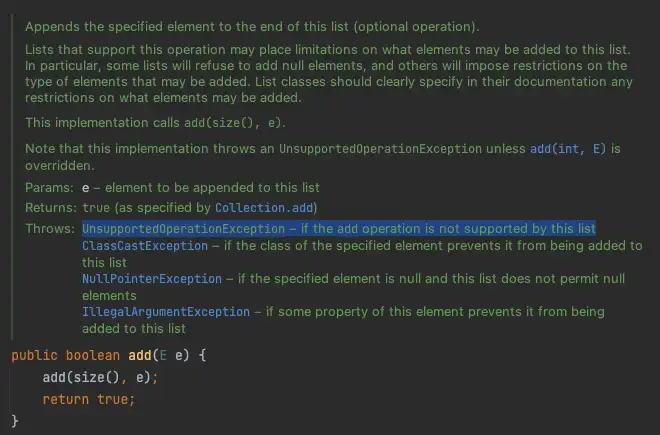 Appends the specified element to the end of this list (optional operation).
Lists that support this operation may place limitations on what elements may be added to this list.
In particular, some lists will refuse to add null elements, and others will impose restrictions on the
type of elements that may be added. List classes should clearly specify in their documentation any
restrictions on what elements may be added.
This implementation calls add(size(), e).
Note that this implementation throws an UnsupportedOperationException unless add(int, E) is
overridden.
Params: e – element to be appended to this list
Returns: true (as specified by Collection.add)
Throws: UnsupportedOperationException – if the add operation is not supported by this list
ClassCastException – if the class of the specified element prevents it from being added to
this list
NullPointerException – if the specified element is null and this list does not permit null
elements
IllegalArgumentException – if some property of this element prevents it from being
added to this list
public boolean add(E e) {
    add(size(), e);
    return true;
}